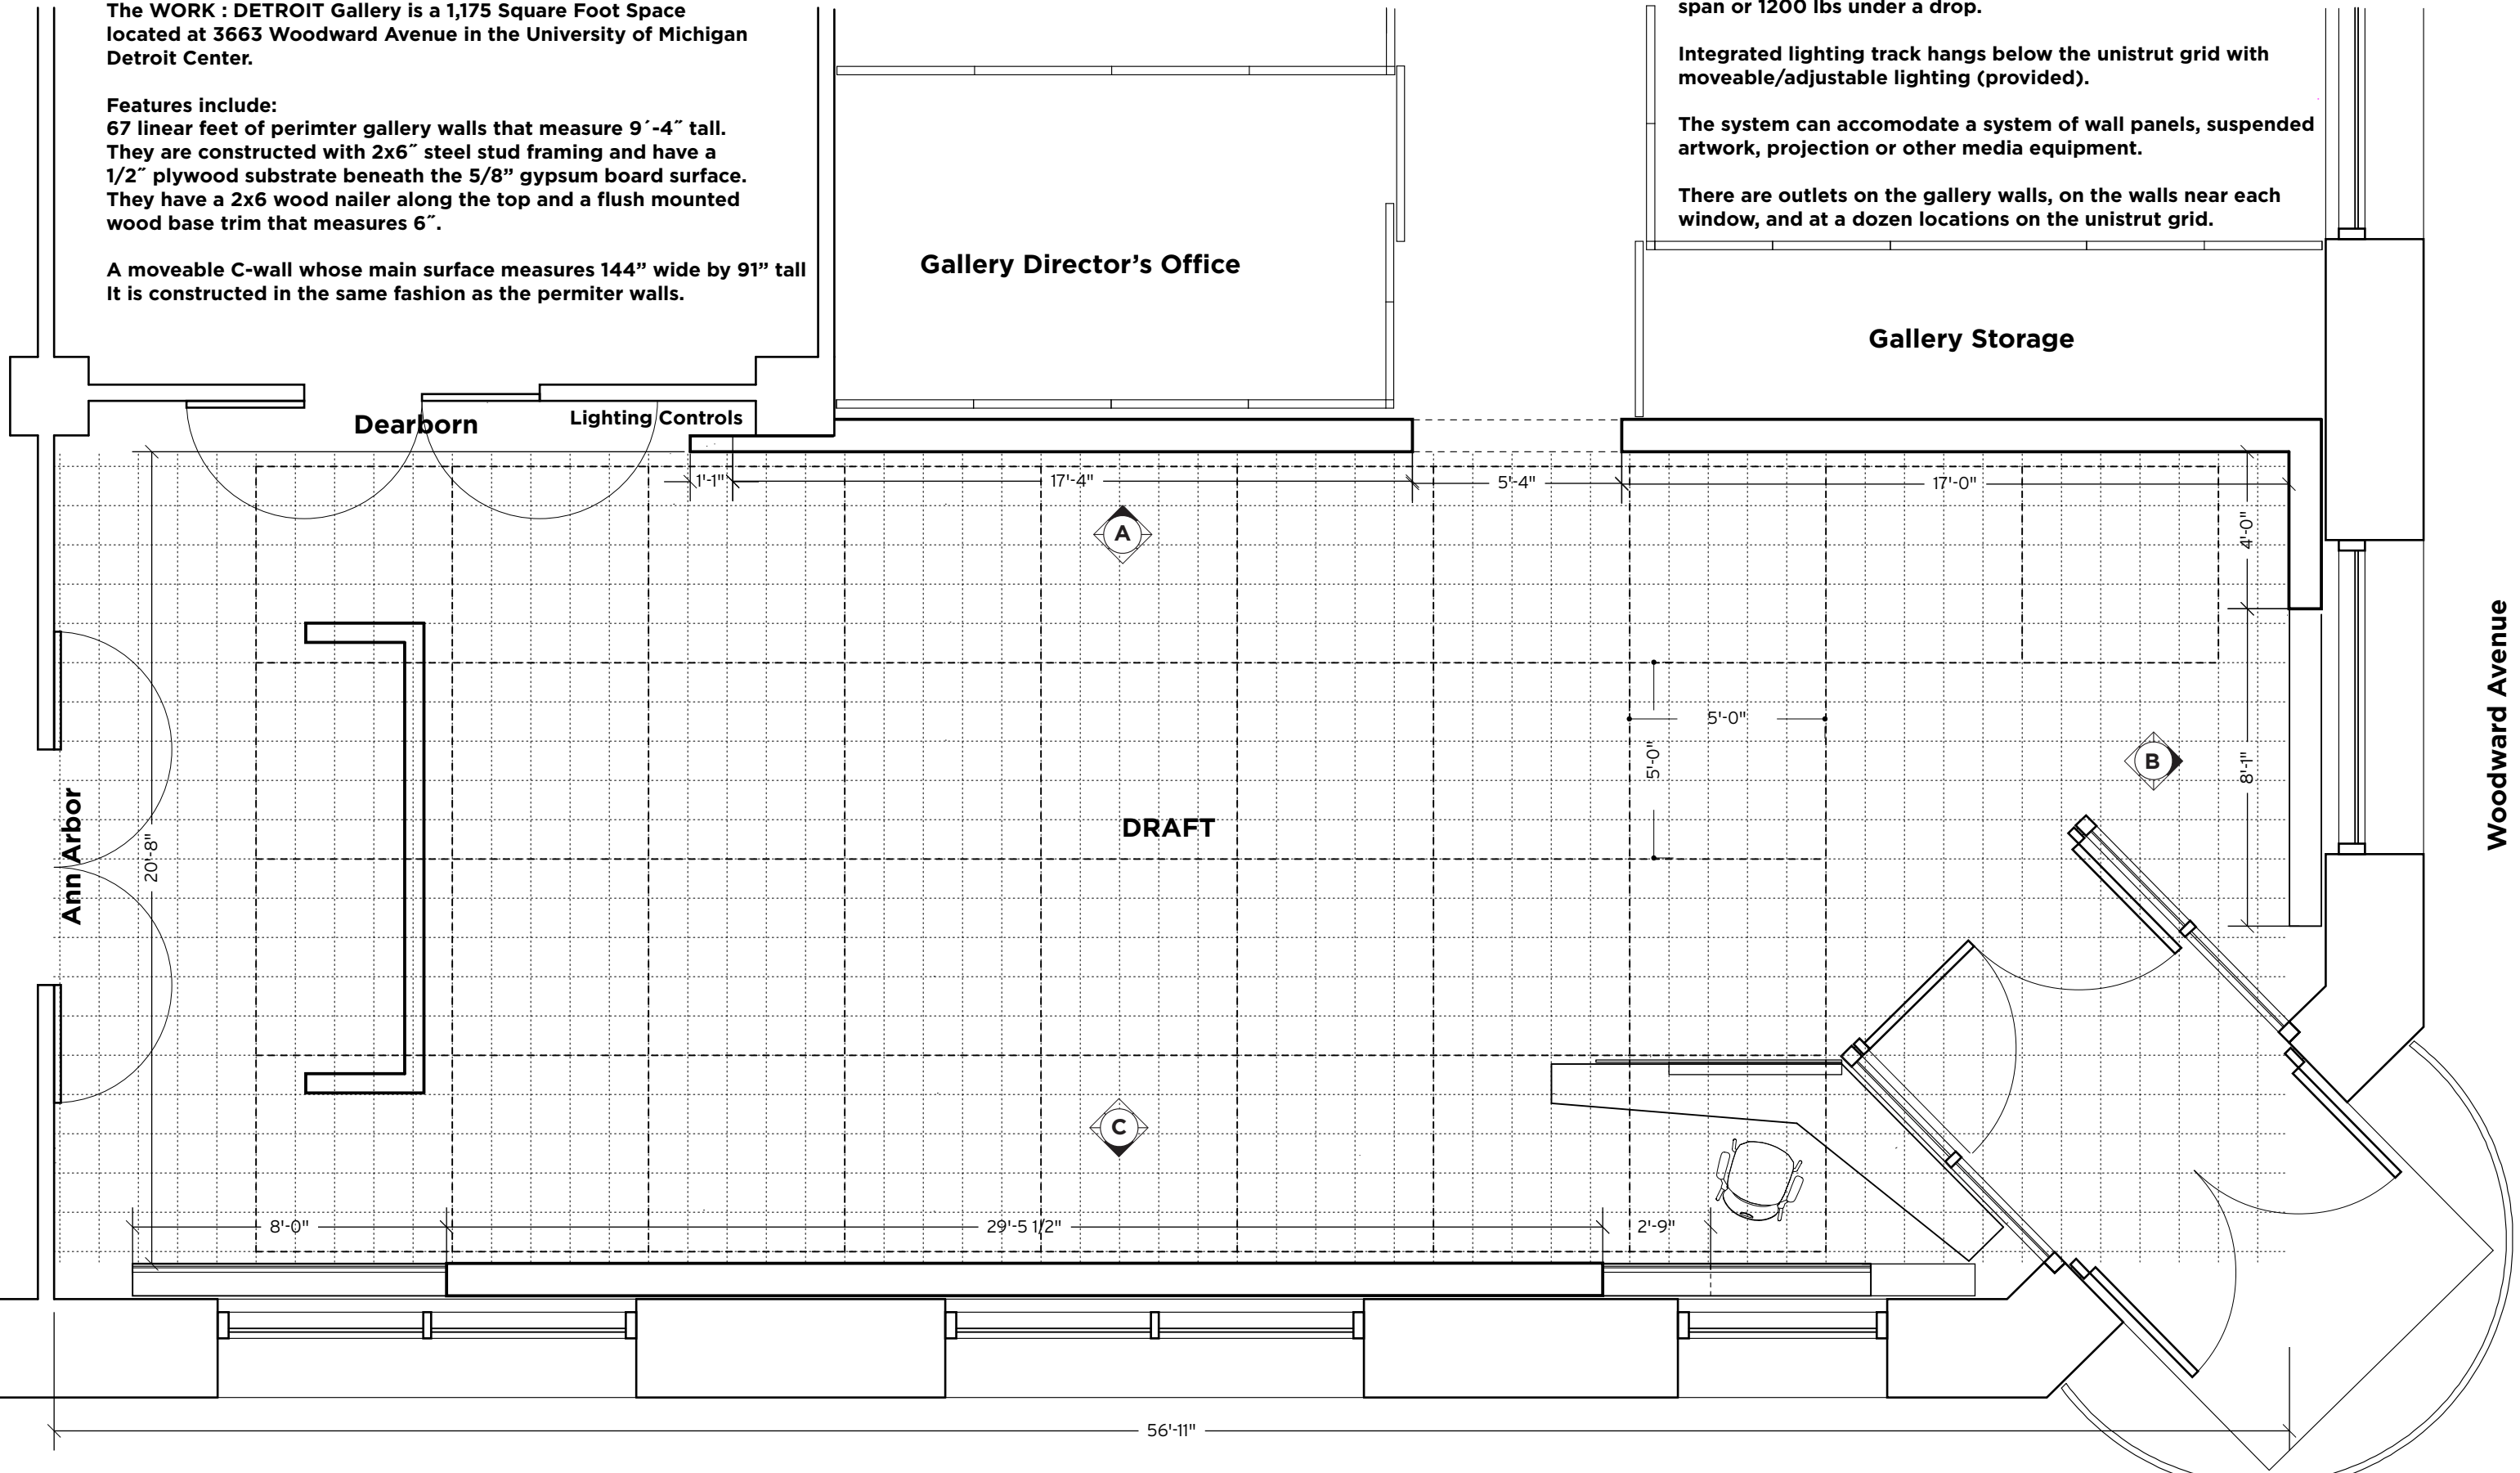 The WORK : DETROIT Gallery is a 1,175 Square Foot Space
located at 3663 Woodward Avenue in the University of Michigan
Detroit Center.
Features include:
67 linear feet of perimter gallery walls that measure 9´-4˝ tall.
They are constructed with 2x6˝ steel stud framing and have a
1/2˝ plywood substrate beneath the 5/8” gypsum board surface.
They have a 2x6 wood nailer along the top and a flush mounted
wood base trim that measures 6˝.
A moveable C-wall whose main surface measures 144” wide by 91” tall
It is constructed in the same fashion as the permiter walls.
span or 1200 lbs under a drop.
Integrated lighting track hangs below the unistrut grid with
moveable/adjustable lighting (provided).
The system can accomodate a system of wall panels, suspended
artwork, projection or other media equipment.
There are outlets on the gallery walls, on the walls near each
window, and at a dozen locations on the unistrut grid.
Gallery Director’s Office
Gallery Storage
Dearborn
Lighting Controls
1'-1"
17'-4"
5'-4"
17'-0"
4'-0"
A
Woodward Avenue
5'-0"
5'-0"
B
8'-1"
DRAFT
Ann Arbor
20'-8"
C
8'-0"
29'-5 1/2"
2'-9"
56'-11"